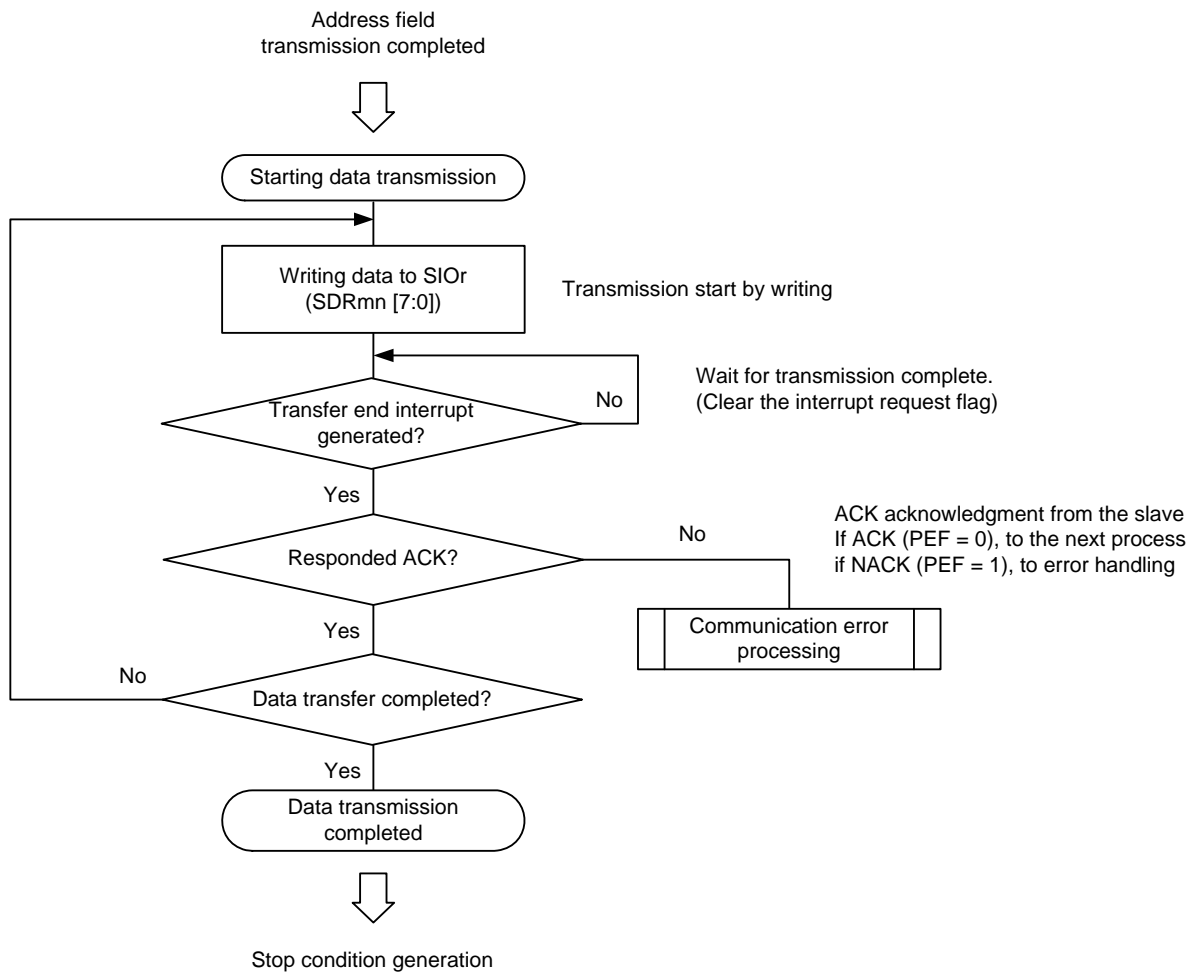 Address field
transmission completed
Starting data transmission
Writing data to SIOr
(SDRmn [7:0])
Transmission start by writing
Wait for transmission complete.
(Clear the interrupt request flag)
Transfer end interrupt
generated?
No
Yes
Responded ACK?
No
ACK acknowledgment from the slave
If ACK (PEF = 0), to the next process
if NACK (PEF = 1), to error handling
Communication error
processing
Yes
No
Data transfer completed?
Yes
Data transmission
completed
Stop condition generation